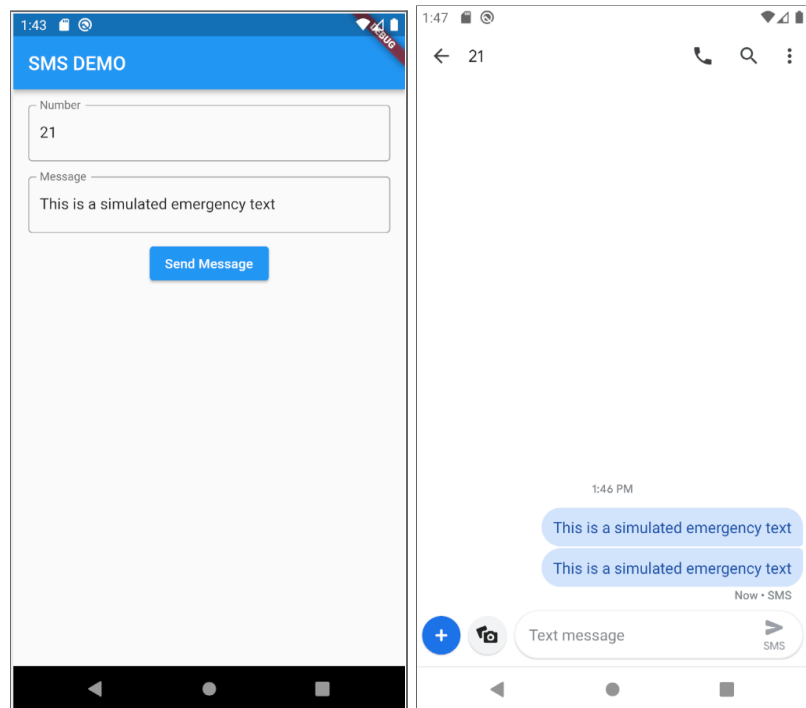 1:43
DEBUG
SMS DEMO
Number
21
Message
This is a simulated emergency text
Send Message
1:47
21
1:46 PM
This is a simulated emergency text
This is a simulated emergency text
Now • SMS
Text message
SMS